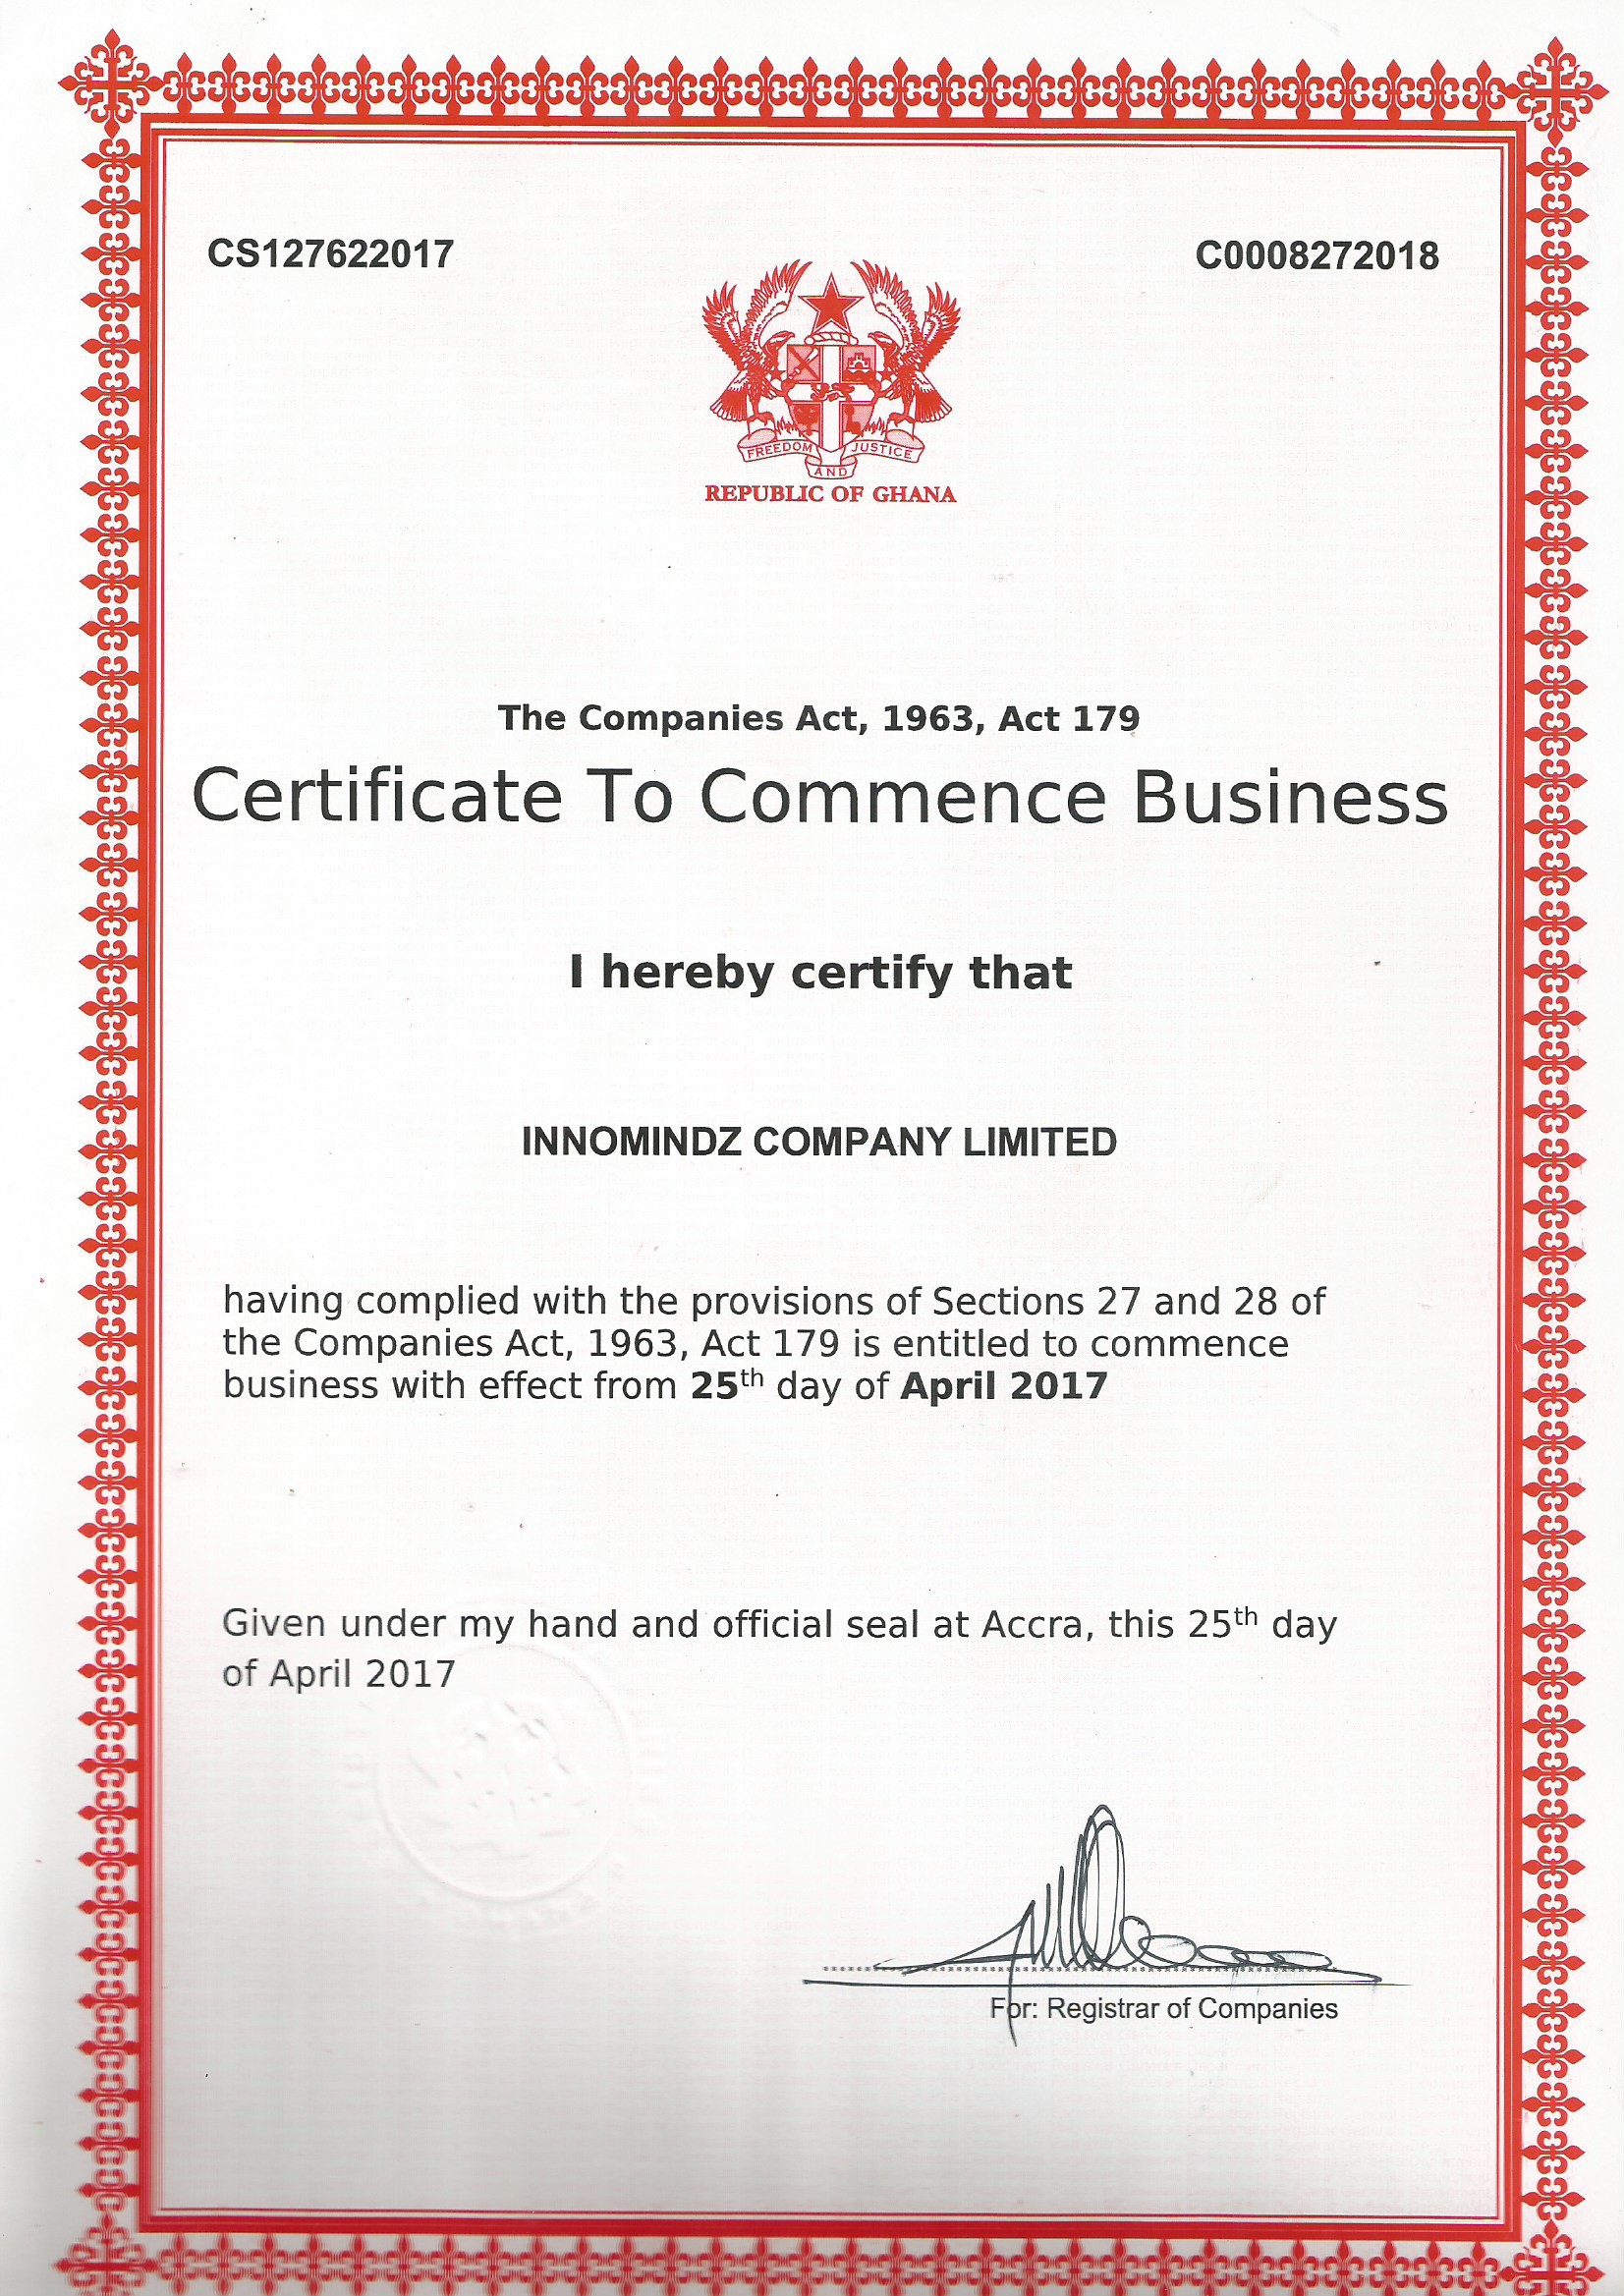 CS127622017
C0008272018
FREEDOM AND JUSTICE
REPUBLIC OF GHANA
The Companies Act, 1963, Act 179
Certificate To Commence Business
I hereby certify that
INNOMINDZ COMPANY LIMITED
having complied with the provisions of Sections 27 and 28 of
the Companies Act, 1963, Act 179 is entitled to commence
business with effect from 25th day of April 2017
Given under my hand and official seal at Accra, this 25th day
of April 2017
For: Registrar of Companies